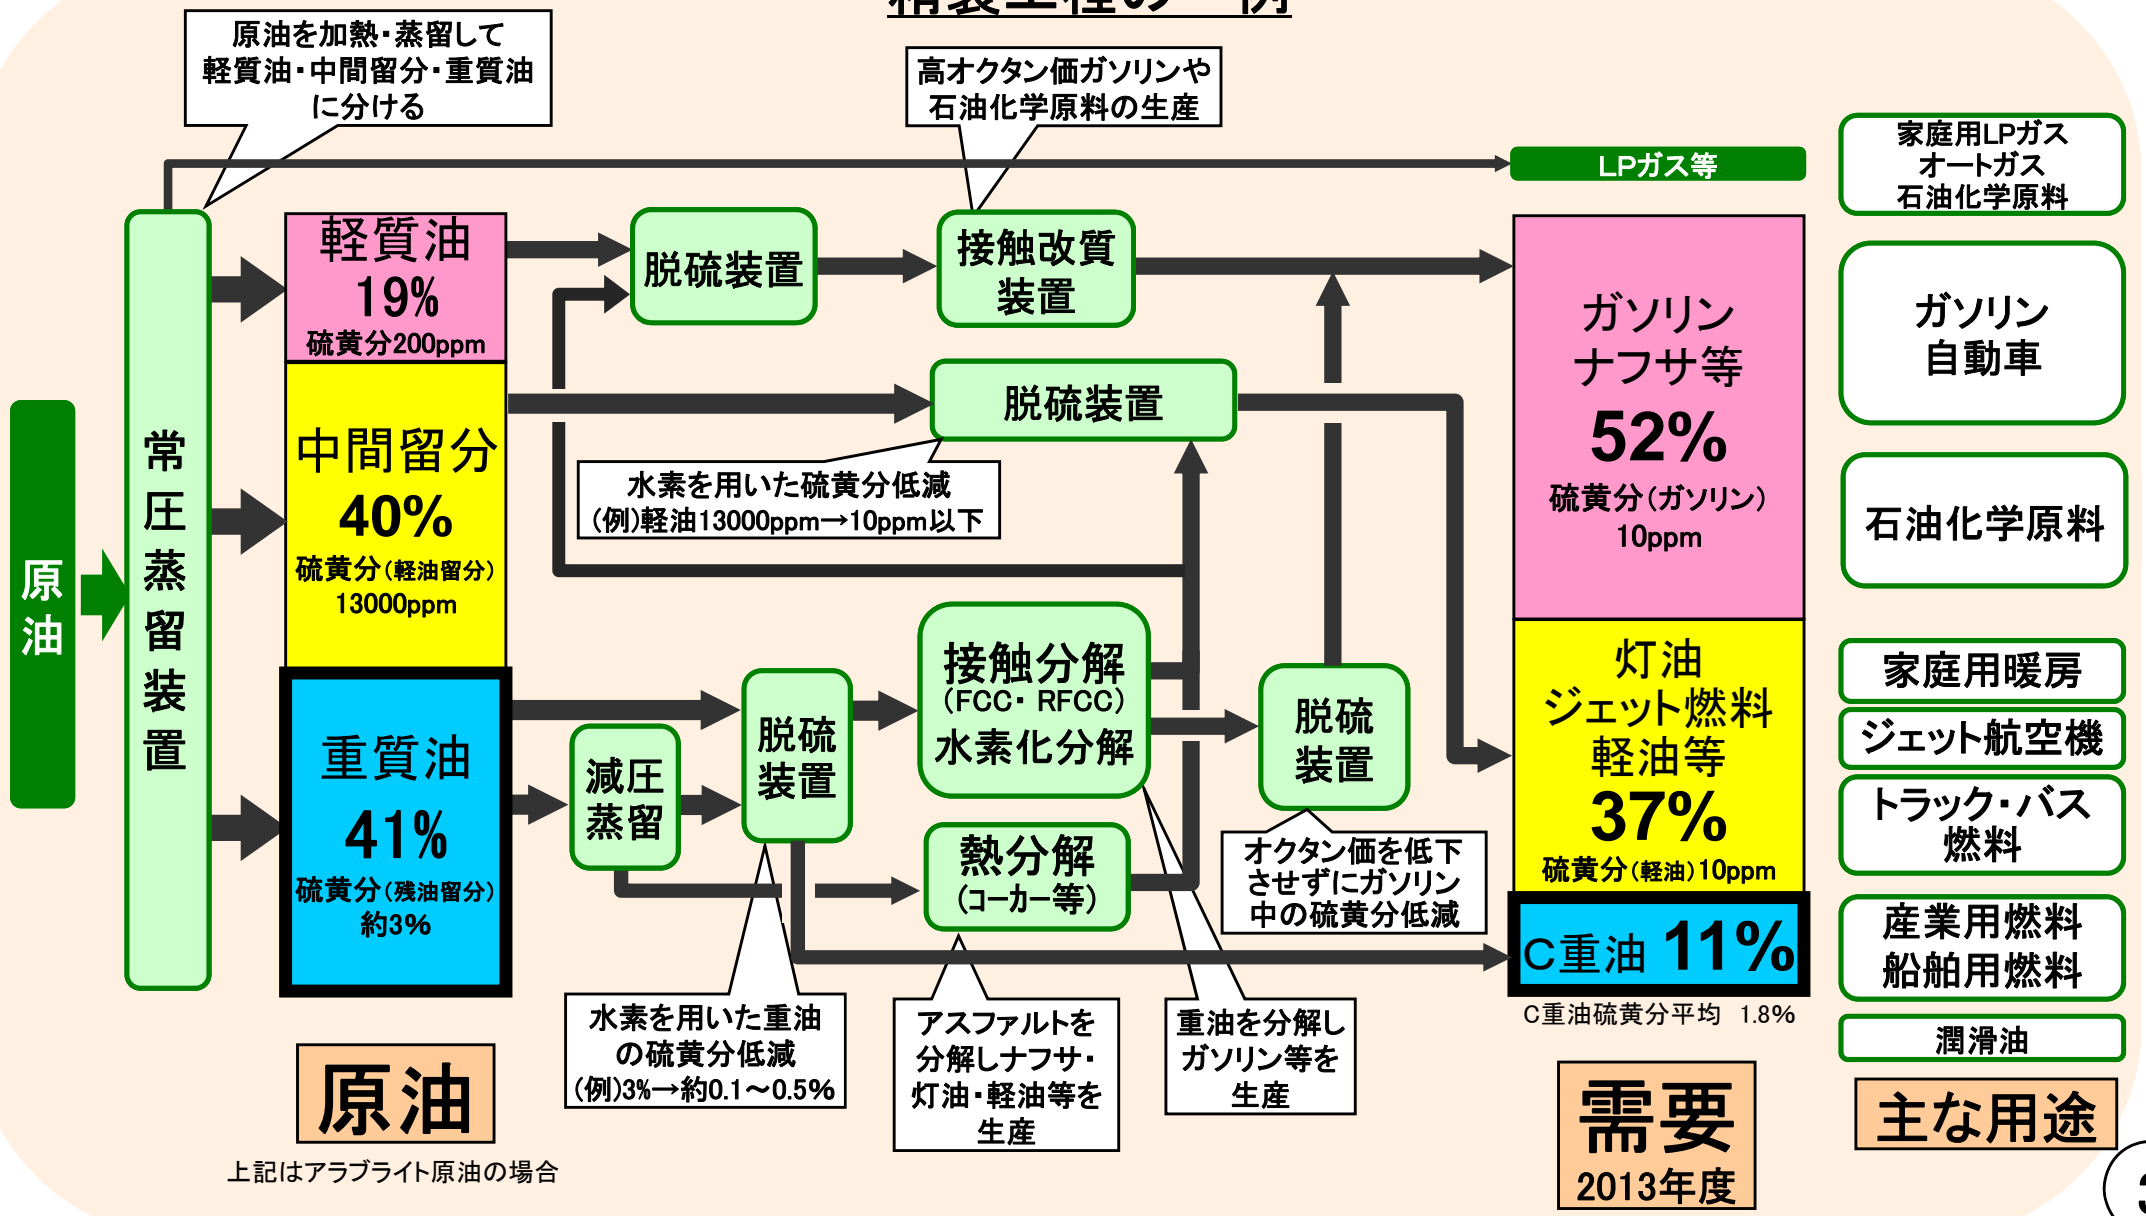 精製工程の一例
原油を加熱・蒸留して
軽質油・中間留分・重質油
に分ける
高オクタン価ガソリンや
石油化学原料の生産
原油
常圧蒸留装置
軽質油
19%
硫黄分200ppm
中間留分
40%
硫黄分(軽油留分)
13000ppm
重質油
41%
硫黄分(残油留分)
約3%
脱硫装置
接触改質
装置
脱硫装置
水素を用いた硫黄分低減
(例)軽油13000ppm→10ppm以下
減圧
蒸留
脱硫
装置
接触分解
(FCC・RFCC)
水素化分解
熱分解
(コーカー等)
脱硫
装置
オクタン価を低下
させずにガソリン
中の硫黄分低減
水素を用いた重油
の硫黄分低減
(例)3%→約0.1～0.5%
アスファルトを
分解しナフサ・
灯油・軽油等を
生産
重油を分解し
ガソリン等を
生産
LPガス等
ガソリン
ナフサ等
52%
硫黄分(ガソリン)
10ppm
灯油
ジェット燃料
軽油等
37%
硫黄分(軽油)10ppm
C重油 11%
C重油硫黄分平均 1.8%
家庭用LPガス
オートガス
石油化学原料
ガソリン
自動車
石油化学原料
家庭用暖房
ジェット航空機
トラック・バス
燃料
産業用燃料
船舶用燃料
潤滑油
原油
上記はアラブライト原油の場合
需要
2013年度
主な用途